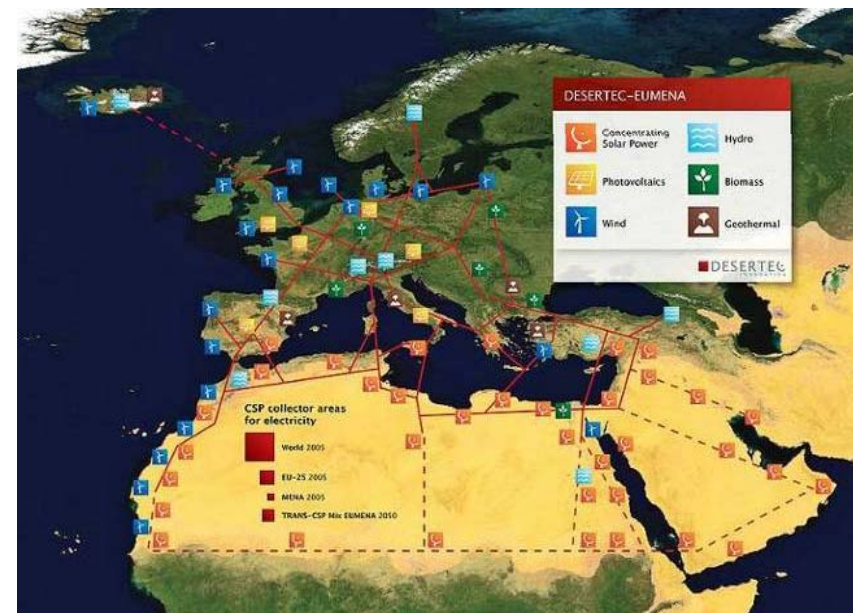 DESERTEC-EUMENA
Concentrating
Solar Power
Hydro
Photovoltaics
Biomass
Wind
Geothermal
DESERTEC
CSP collector areas
for electricity
World 2005
EU-25 2005
MENA 2005
TRANS-CSP Mix EUMENA 2050